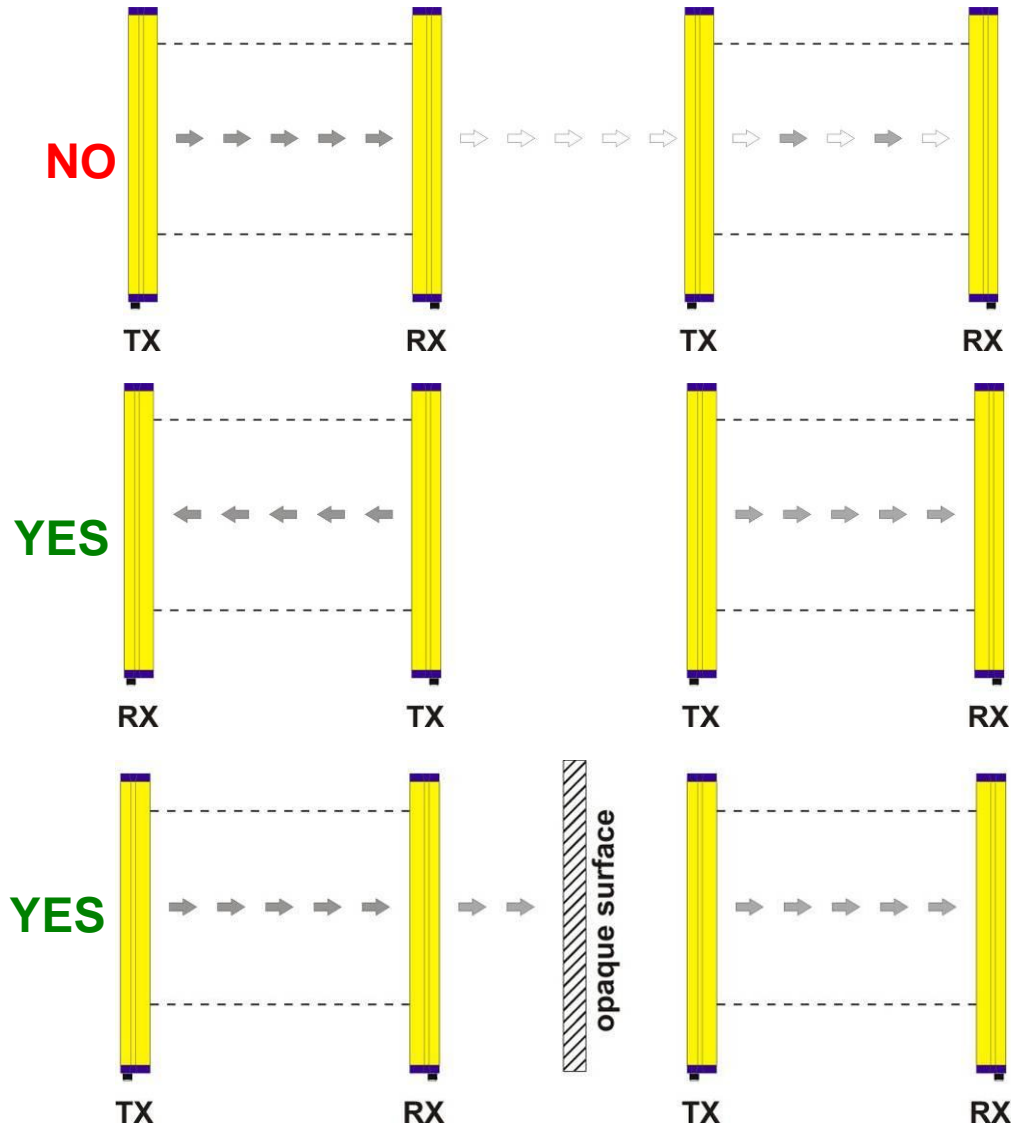 NO
TX RX TX RX
YES
RX TX TX RX
YES
opaque surface
TX RX TX RX